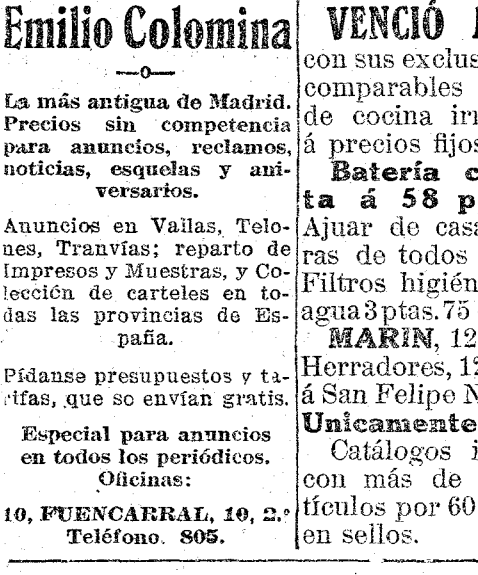 Emilio Colomina
La más antigua de Madrid.
Precios sin competencia
para anuncios, reclamos,
noticias, esquelas y ani-
versarios.
Anuncios en Vallas, Telo-
nes, Tranvías; reparto de
Impresos y Muestras, y Co-
lección de carteles en to-
das las provincias de Es-
paña.
Pídanse presupuestos y ta-
rifas, que se envían gratis.
Especial para anuncios
en todos los periódicos.
Oficinas:
10, FUENCARRAL, 10, 2.º
Teléfono. 805.
VENCIÓ
con sus exclus
comparables
de cocina irr
á precios fijos
Batería c
ta á 58 p
Ajuar de casa
ras de todos
Filtros higién
agua 3 ptas. 75
MARIN, 12
Herradores, 12
á San Felipe N
Unicamente
Catálogos i
con más de
tículos por 60
en sellos.